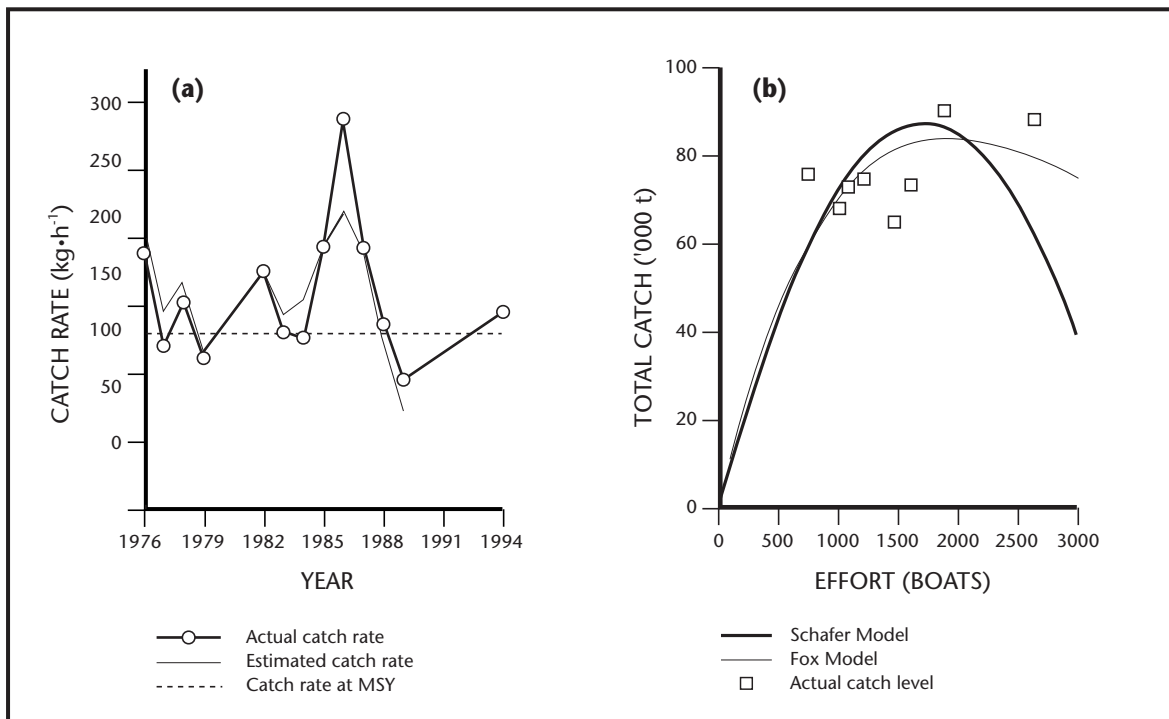 (a)
CATCH RATE (kg•h-1)
300
250
200
150
100
50
0
1976 1979 1982 1985 1988 1991 1994
YEAR
Actual catch rate
Estimated catch rate
Catch rate at MSY
(b)
TOTAL CATCH ('000 t)
100
80
60
40
20
0
0 500 1000 1500 2000 2500 3000
EFFORT (BOATS)
Schafer Model
Fox Model
Actual catch level